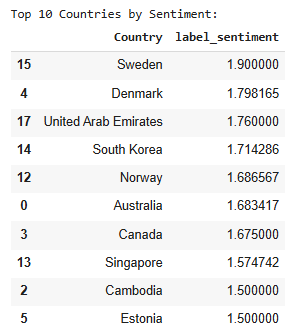 Top 10 Countries by Sentiment:
Country label_sentiment
15 Sweden 1.900000
4 Denmark 1.798165
17 United Arab Emirates 1.760000
14 South Korea 1.714286
12 Norway 1.686567
0 Australia 1.683417
3 Canada 1.675000
13 Singapore 1.574742
2 Cambodia 1.500000
5 Estonia 1.500000